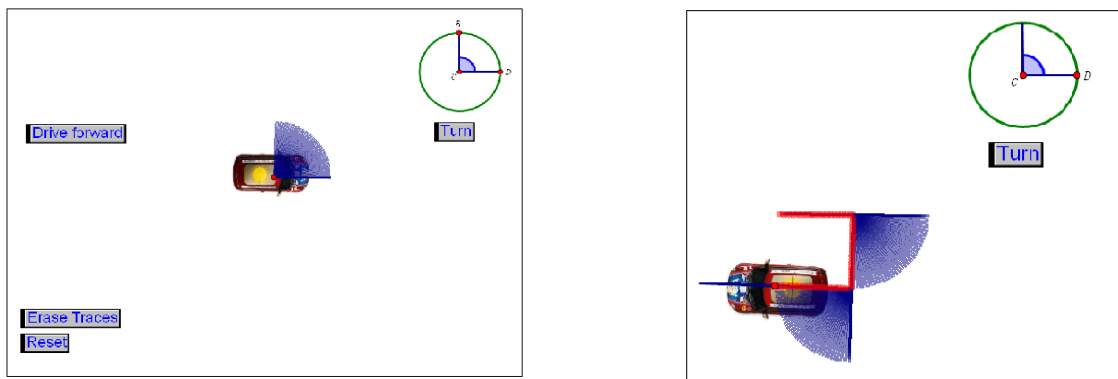 B
C
D
Drive forward
Turn
Erase Traces
Reset
C
D
Turn